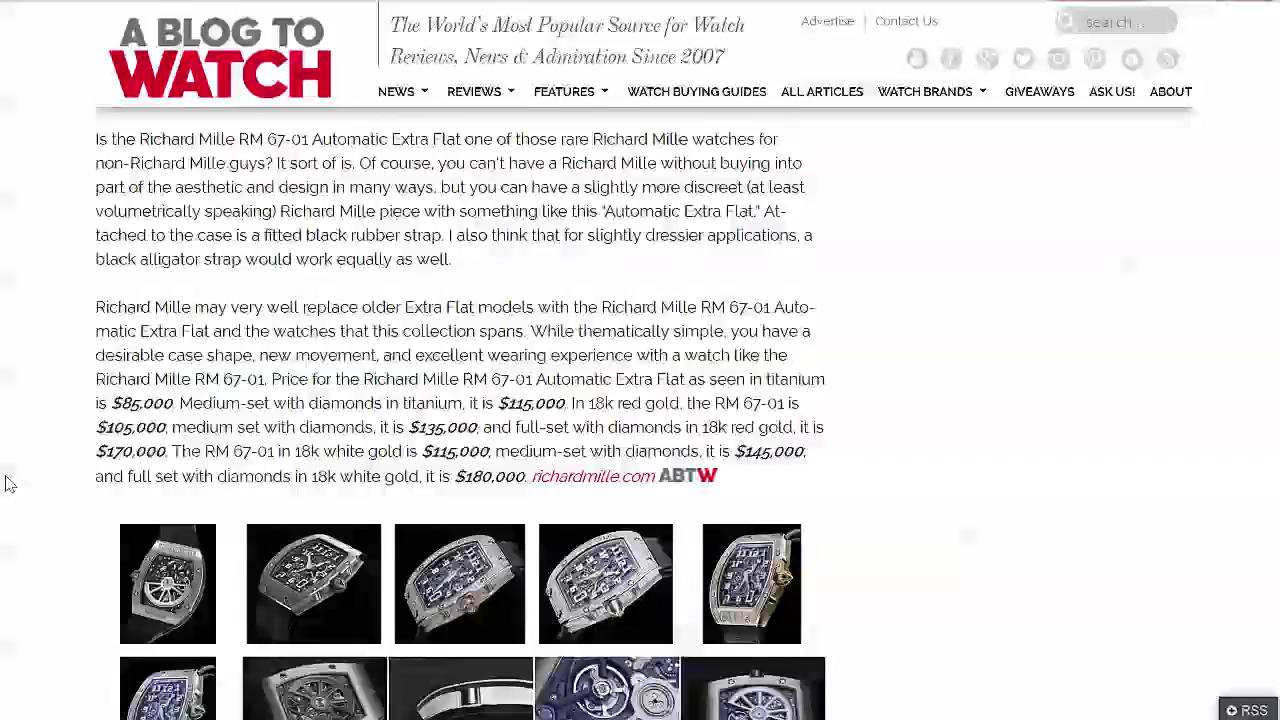 A BLOG TO
WATCH
The World's Most Popular Source for Watch
Reviews, News & Admiration Since 2007
Advertise
Contact Us
search ...
NEWS
REVIEWS
FEATURES
WATCH BUYING GUIDES
ALL ARTICLES
WATCH BRANDS
GIVEAWAYS
ASK US!
ABOUT
Is the Richard Mille RM 67-01 Automatic Extra Flat one of those rare Richard Mille watches for
non-Richard Mille guys? It sort of is. Of course, you can't have a Richard Mille without buying into
part of the aesthetic and design in many ways, but you can have a slightly more discreet (at least
volumetrically speaking) Richard Mille piece with something like this "Automatic Extra Flat." At-
tached to the case is a fitted black rubber strap. I also think that for slightly dressier applications, a
black alligator strap would work equally as well.
Richard Mille may very well replace older Extra Flat models with the Richard Mille RM 67-01 Auto-
matic Extra Flat and the watches that this collection spans. While thematically simple, you have a
desirable case shape, new movement, and excellent wearing experience with a watch like the
Richard Mille RM 67-01. Price for the Richard Mille RM 67-01 Automatic Extra Flat as seen in titanium
is $85,000. Medium-set with diamonds in titanium, it is $115,000. In 18k red gold, the RM 67-01 is
$105,000, medium set with diamonds, it is $135,000, and full-set with diamonds in 18k red gold, it is
$170,000. The RM 67-01 in 18k white gold is $115,000, medium-set with diamonds, it is $145,000,
and full set with diamonds in 18k white gold, it is $180,000. richardmille.com ABTW
RSS